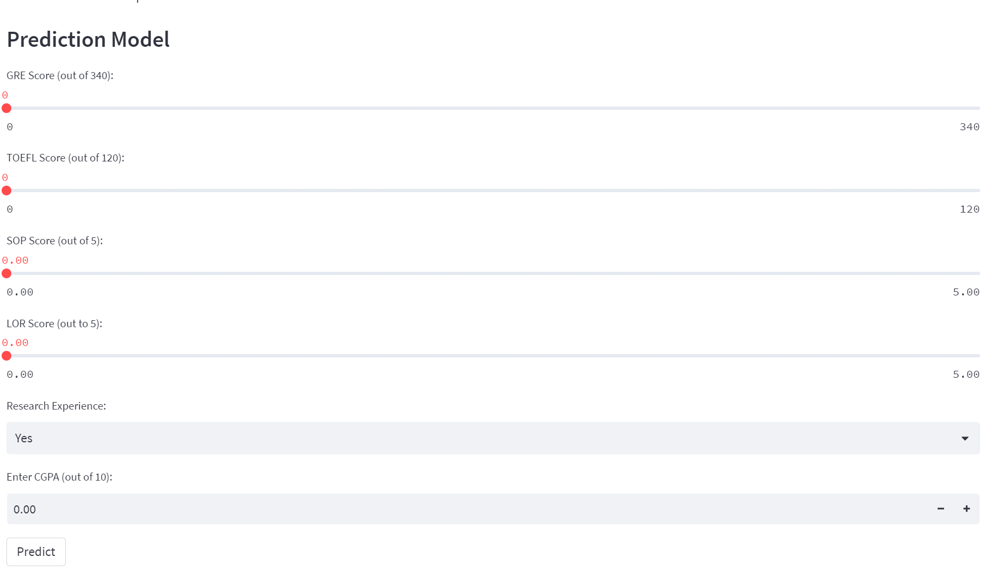 Prediction Model
GRE Score (out of 340):
0
0 340
TOEFL Score (out of 120):
0
0 120
SOP Score (out of 5):
0.00
0.00 5.00
LOR Score (out to 5):
0.00
0.00 5.00
Research Experience:
Yes
Enter CGPA (out of 10):
0.00 − +
Predict